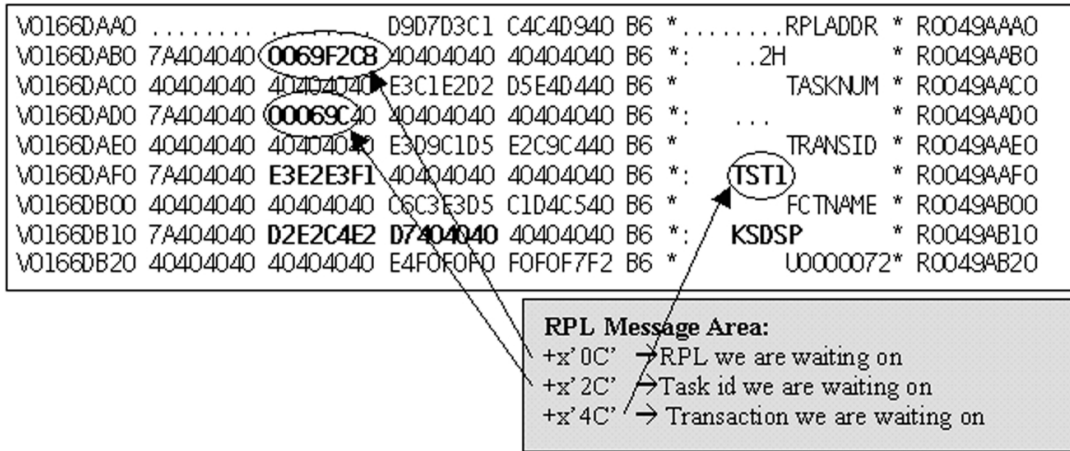 V0166DAA0 ........ ........ D9D7D3C1 C4C4D940 B6 *........RPLADDR * R0049AAA0
V0166DAB0 7A404040 0069F2C8 40404040 40404040 B6 *: ..2H * R0049AAB0
V0166DAC0 40404040 40404040 E3C1E2D2 D5E4D440 B6 * TASKNUM * R0049AAC0
V0166DAD0 7A404040 00069C40 40404040 40404040 B6 *: ... * R0049AAD0
V0166DAE0 40404040 40404040 E3D9C1D5 E2C9C440 B6 * TRANSID * R0049AAE0
V0166DAF0 7A404040 E3E2E3F1 40404040 40404040 B6 *: TST1 * R0049AAF0
V0166DB00 40404040 40404040 C6C3E3D5 C1D4C540 B6 * FCTNAME * R0049AB00
V0166DB10 7A404040 D2E2C4E2 D7404040 40404040 B6 *: KSDSP * R0049AB10
V0166DB20 40404040 40404040 E4F0F0F0 F0F0F7F2 B6 * U0000072* R0049AB20
RPL Message Area:
+x'0C' →RPL we are waiting on
+x'2C' →Task id we are waiting on
+x'4C' → Transaction we are waiting on